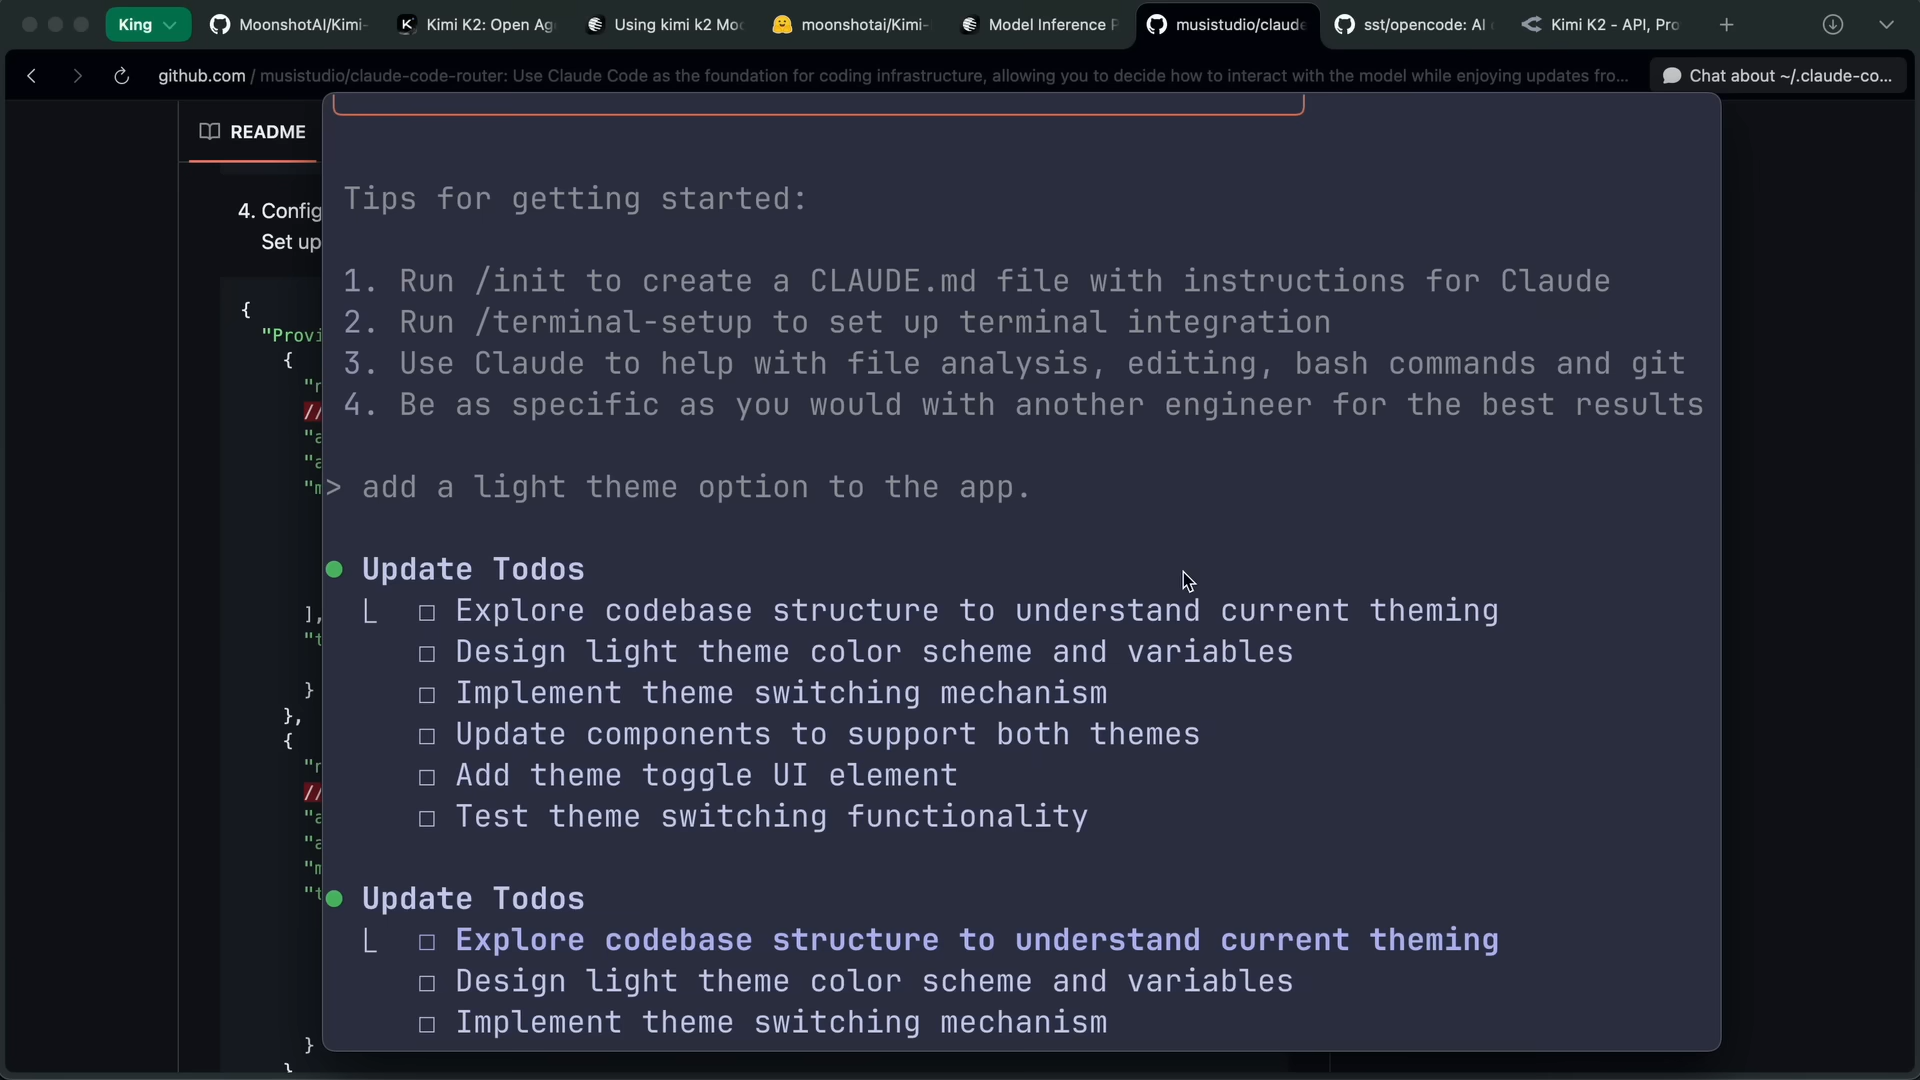 King
MoonshotAI/Kimi-
Kimi K2: Open Ag
Using kimi k2 Moo
moonshotai/Kimi-
Model Inference P
musistudio/claude
sst/opencode: AI
Kimi K2 - API, Pro
github.com / musistudio/claude-code-router: Use Claude Code as the foundation for coding infrastructure, allowing you to decide how to interact with the model while enjoying updates fro...
Chat about ~/.claude-co...
README
4. Config
Set up
{
"Provi
{
//
],
"t
}
},
{
//
"t
}
Tips for getting started:
1. Run /init to create a CLAUDE.md file with instructions for Claude
2. Run /terminal-setup to set up terminal integration
3. Use Claude to help with file analysis, editing, bash commands and git
4. Be as specific as you would with another engineer for the best results
> add a light theme option to the app.
Update Todos
Explore codebase structure to understand current theming
Design light theme color scheme and variables
Implement theme switching mechanism
Update components to support both themes
Add theme toggle UI element
Test theme switching functionality
Update Todos
Explore codebase structure to understand current theming
Design light theme color scheme and variables
Implement theme switching mechanism